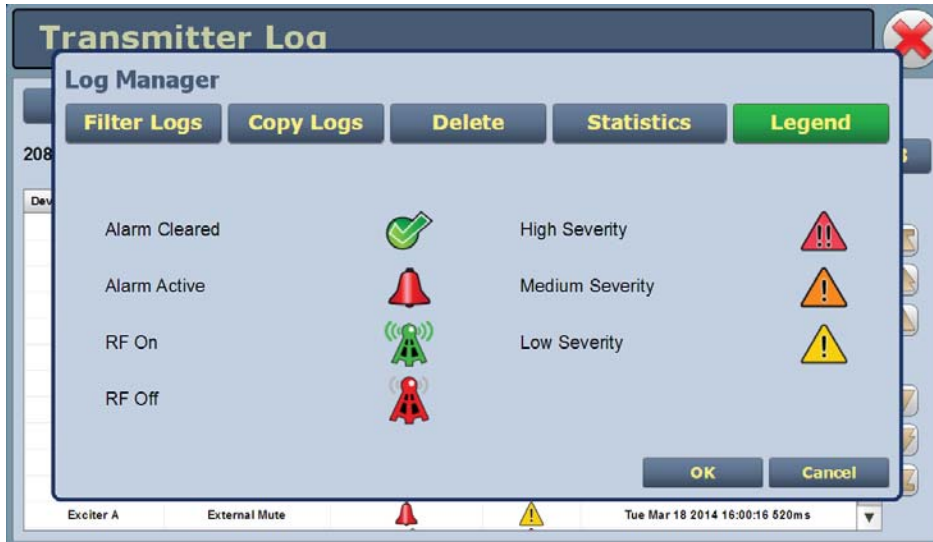 Transmitter Log
Log Manager
Filter Logs Copy Logs Delete Statistics Legend
208
Dev
Alarm Cleared High Severity
Alarm Active Medium Severity
RF On Low Severity
RF Off
OK Cancel
Exciter A External Mute Tue Mar 18 2014 16:00:16 520ms